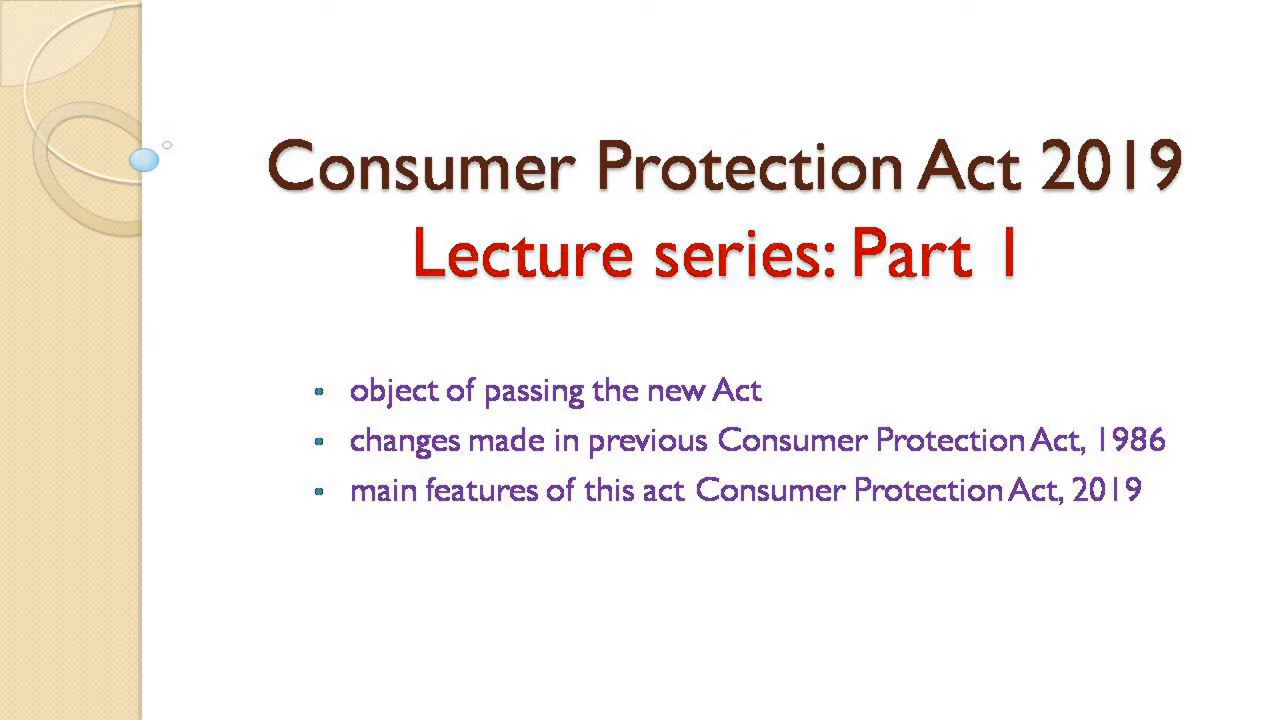 Consumer Protection Act 2019
Lecture series: Part 1
• object of passing the new Act
• changes made in previous Consumer Protection Act, 1986
• main features of this act Consumer Protection Act, 2019